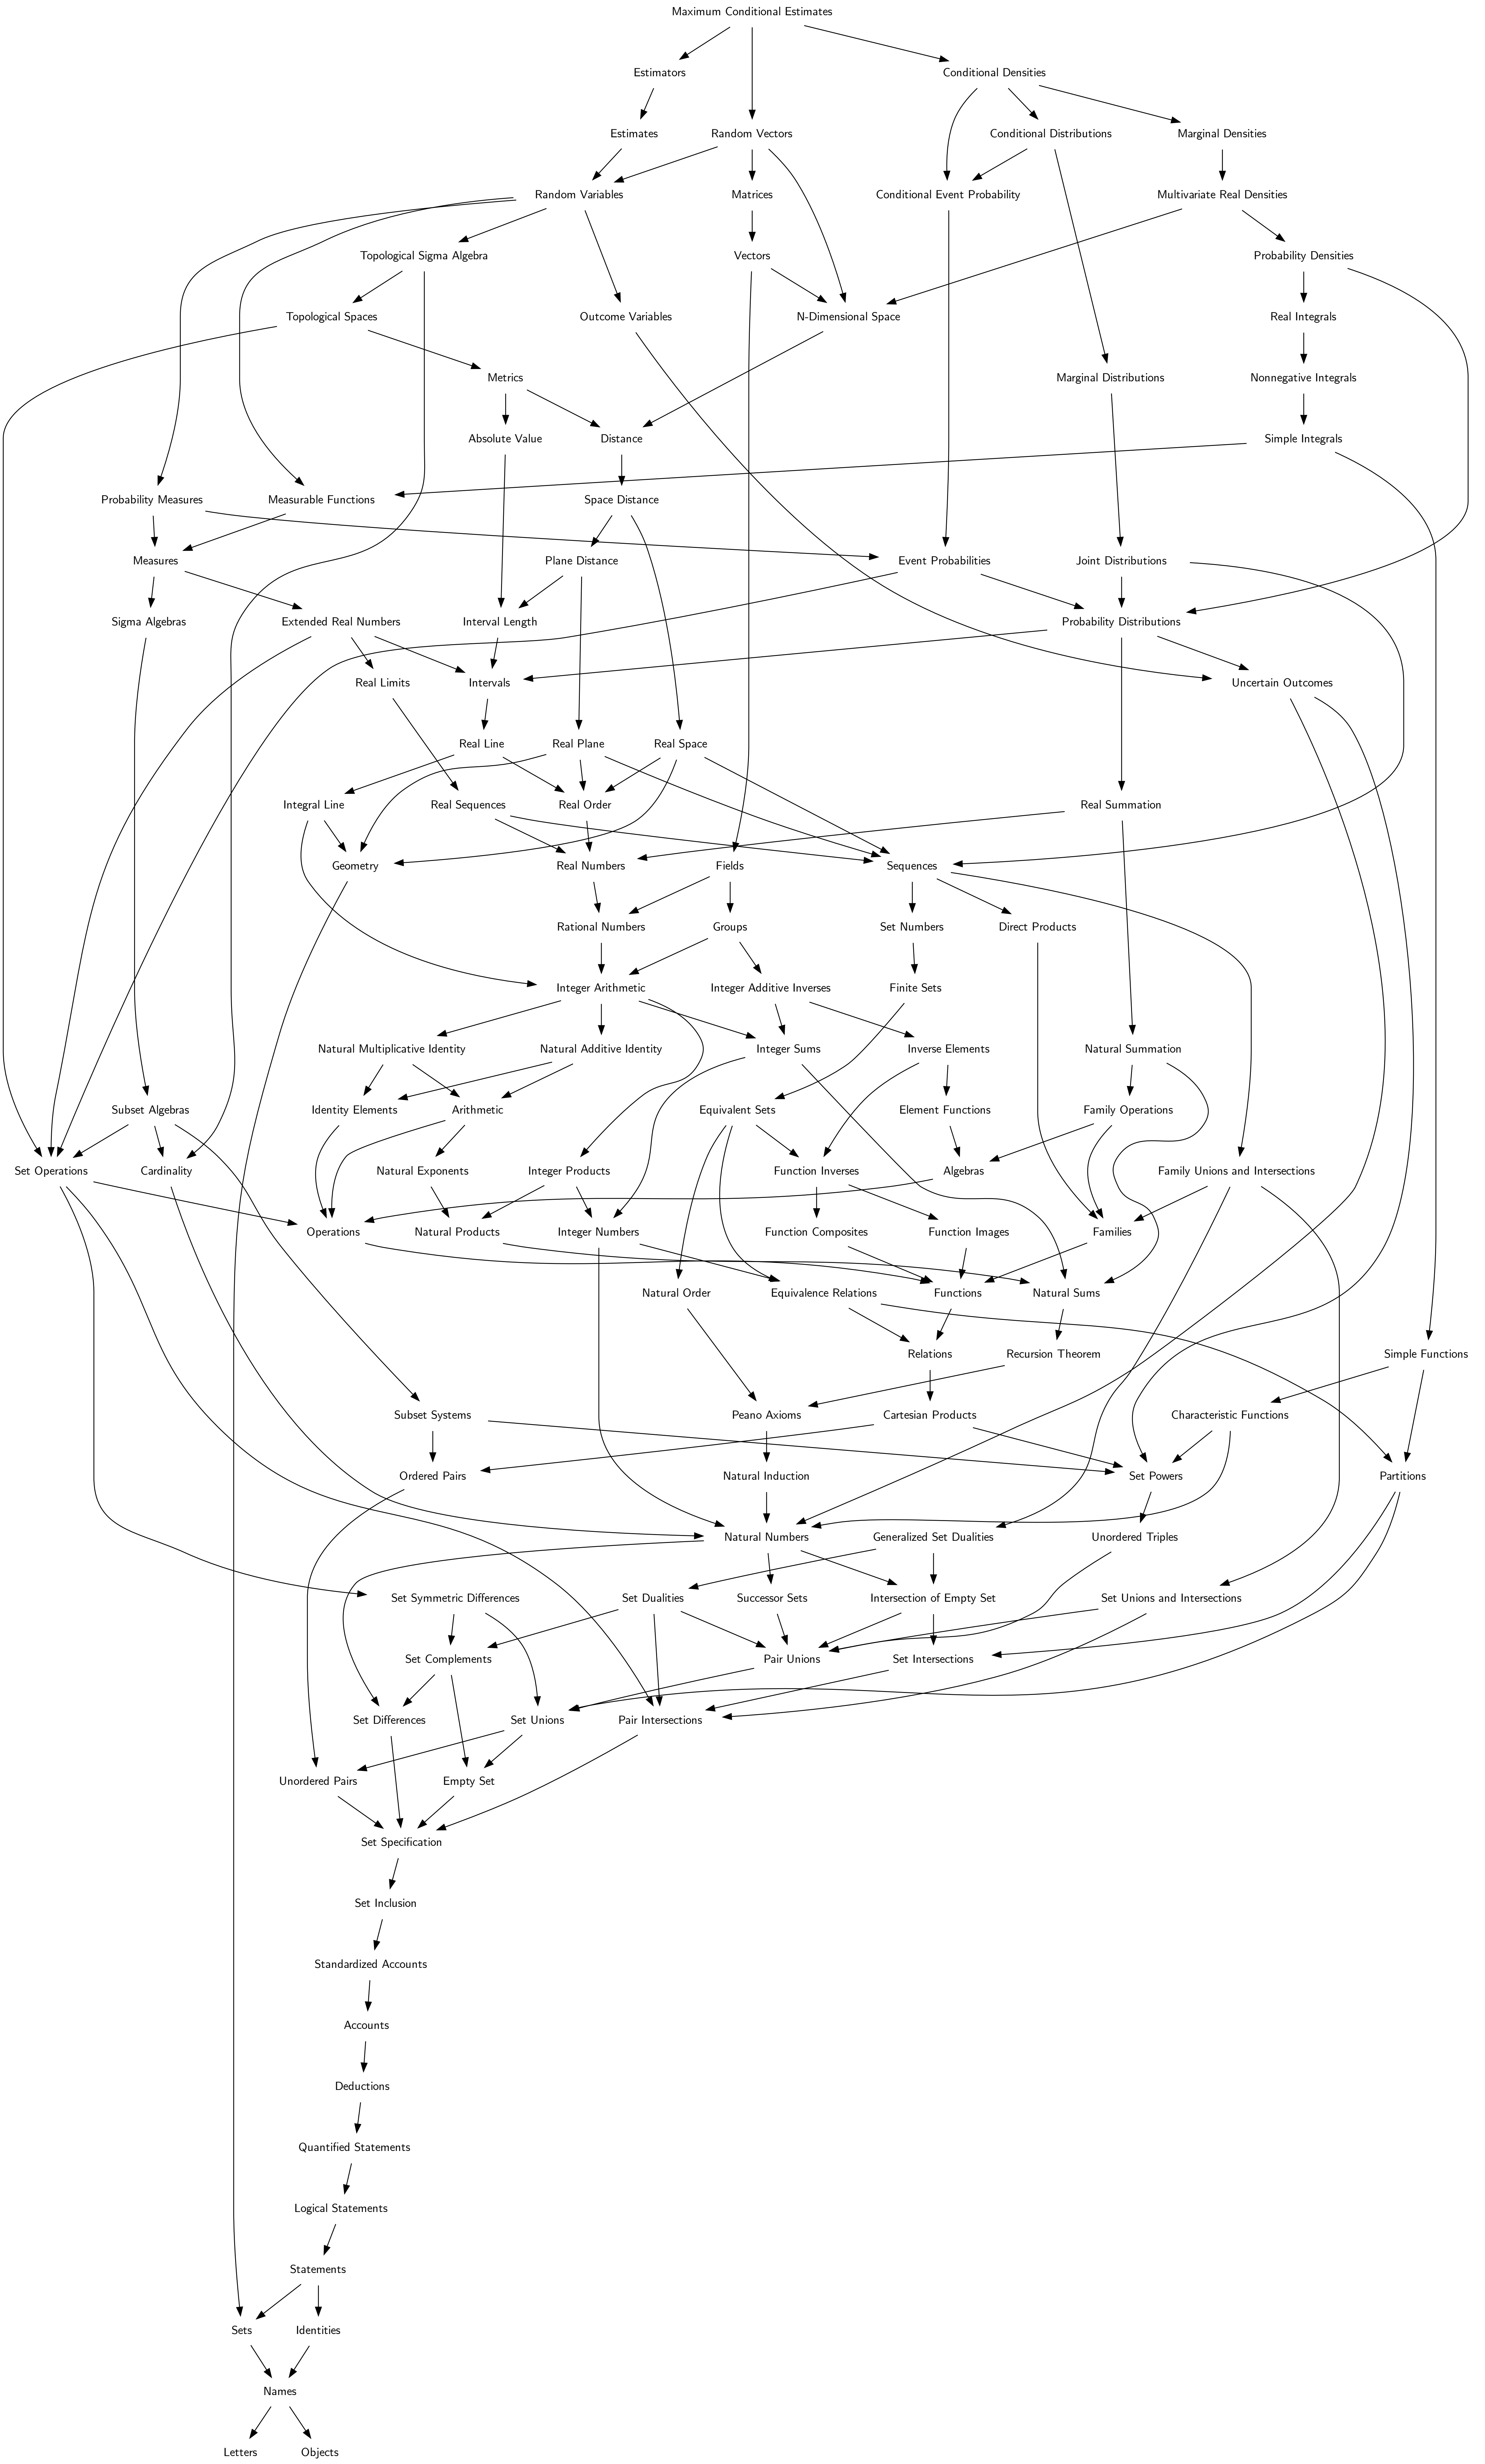 Maximum Conditional Estimates
Estimators
Conditional Densities
Estimates
Random Vectors
Conditional Distributions
Marginal Densities
Random Variables
Matrices
Conditional Event Probability
Multivariate Real Densities
Topological Sigma Algebra
Vectors
Probability Densities
Topological Spaces
Outcome Variables
N-Dimensional Space
Real Integrals
Metrics
Marginal Distributions
Nonnegative Integrals
Absolute Value
Distance
Simple Integrals
Probability Measures
Measurable Functions
Space Distance
Measures
Plane Distance
Event Probabilities
Joint Distributions
Sigma Algebras
Extended Real Numbers
Interval Length
Probability Distributions
Real Limits
Intervals
Uncertain Outcomes
Real Line
Real Plane
Real Space
Integral Line
Real Sequences
Real Order
Real Summation
Geometry
Real Numbers
Fields
Sequences
Rational Numbers
Groups
Set Numbers
Direct Products
Integer Arithmetic
Integer Additive Inverses
Finite Sets
Natural Multiplicative Identity
Natural Additive Identity
Integer Sums
Inverse Elements
Natural Summation
Subset Algebras
Identity Elements
Arithmetic
Equivalent Sets
Element Functions
Family Operations
Set Operations
Cardinality
Natural Exponents
Integer Products
Function Inverses
Algebras
Family Unions and Intersections
Operations
Natural Products
Integer Numbers
Function Composites
Function Images
Families
Natural Order
Equivalence Relations
Functions
Natural Sums
Relations
Recursion Theorem
Simple Functions
Subset Systems
Peano Axioms
Cartesian Products
Characteristic Functions
Ordered Pairs
Natural Induction
Set Powers
Partitions
Natural Numbers
Generalized Set Dualities
Unordered Triples
Set Symmetric Differences
Set Dualities
Successor Sets
Intersection of Empty Set
Set Unions and Intersections
Set Complements
Pair Unions
Set Intersections
Set Differences
Set Unions
Pair Intersections
Unordered Pairs
Empty Set
Set Specification
Set Inclusion
Standardized Accounts
Accounts
Deductions
Quantified Statements
Logical Statements
Statements
Sets
Identities
Names
Letters
Objects